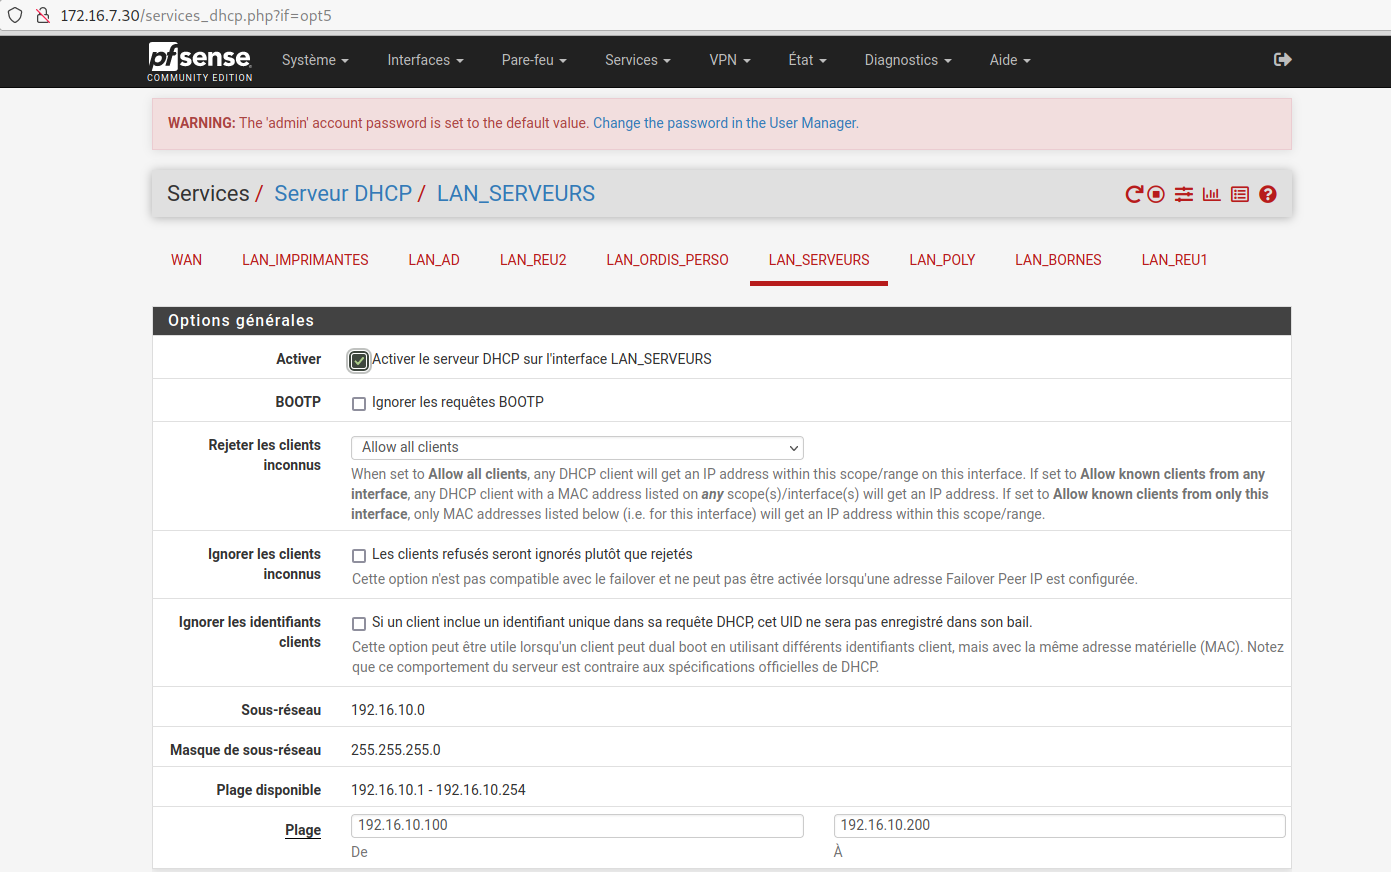 172.16.7.30/services_dhcp.php?if=opt5
pfsense
COMMUNITY EDITION
Système Interfaces Pare-feu Services VPN État Diagnostics Aide
WARNING: The 'admin' account password is set to the default value. Change the password in the User Manager.
Services / Serveur DHCP / LAN_SERVEURS
WAN LAN_IMPRIMANTES LAN_AD LAN_REU2 LAN_ORDIS_PERSO LAN_SERVEURS LAN_POLY LAN_BORNES LAN_REU1
Options générales
Activer Activer le serveur DHCP sur l'interface LAN_SERVEURS
BOOTP Ignorer les requêtes BOOTP
Rejeter les clients inconnus Allow all clients
When set to Allow all clients, any DHCP client will get an IP address within this scope/range on this interface. If set to Allow known clients from any
interface, any DHCP client with a MAC address listed on any scope(s)/interface(s) will get an IP address. If set to Allow known clients from only this
interface, only MAC addresses listed below (i.e. for this interface) will get an IP address within this scope/range.
Ignorer les clients inconnus Les clients refusés seront ignorés plutôt que rejetés
Cette option n'est pas compatible avec le failover et ne peut pas être activée lorsqu'une adresse Failover Peer IP est configurée.
Ignorer les identifiants clients Si un client inclue un identifiant unique dans sa requête DHCP, cet UID ne sera pas enregistré dans son bail.
Cette option peut être utile lorsqu'un client peut dual boot en utilisant différents identifiants client, mais avec la même adresse matérielle (MAC). Notez
que ce comportement du serveur est contraire aux spécifications officielles de DHCP.
Sous-réseau 192.16.10.0
Masque de sous-réseau 255.255.255.0
Plage disponible 192.16.10.1 - 192.16.10.254
Plage 192.16.10.100 192.16.10.200
De À